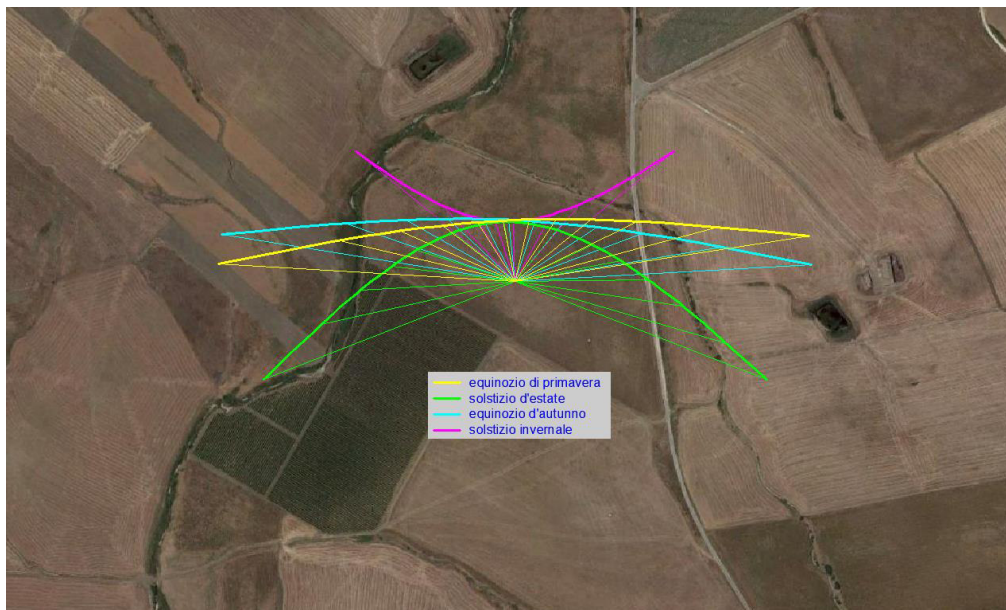 equinozio di primavera
solstizio d'estate
equinozio d'autunno
solstizio invernale